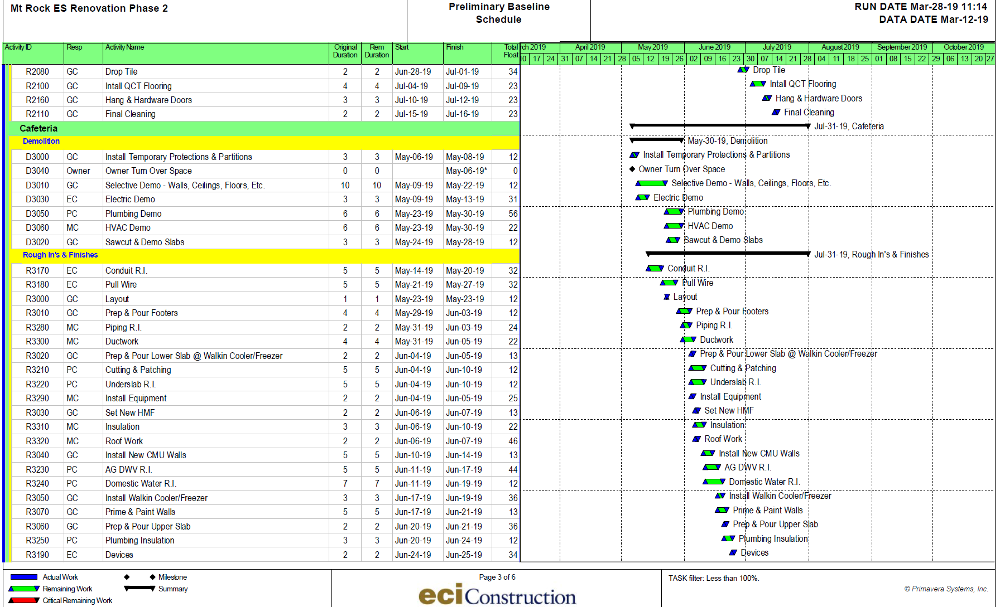 Mt Rock ES Renovation Phase 2
Preliminary Baseline
Schedule
RUN DATE Mar-28-19 11:14
DATA DATE Mar-12-19
Activity ID Resp Activity Name Original Duration Rem Duration Start Finish Total Float
rch 2019 April 2019 May 2019 June 2019 July 2019 August 2019 September 2019 October 2019
10 17 24 31 07 14 21 28 05 12 19 26 02 09 16 23 30 07 14 21 28 04 11 18 25 01 08 15 22 29 06 13 20 27
R2080 GC Drop Tile 2 2 Jun-28-19 Jul-01-19 34 Drop Tile
R2100 GC Intall QCT Flooring 4 4 Jul-04-19 Jul-09-19 23 Intall QCT Flooring
R2160 GC Hang & Hardware Doors 3 3 Jul-10-19 Jul-12-19 23 Hang & Hardware Doors
R2110 GC Final Cleaning 2 2 Jul-15-19 Jul-16-19 23 Final Cleaning
Cafeteria Jul-31-19, Cafeteria
Demolition May-30-19, Demolition
D3000 GC Install Temporary Protections & Partitions 3 3 May-06-19 May-08-19 12 Install Temporary Protections & Partitions
D3040 Owner Owner Turn Over Space 0 0 May-06-19* 0 Owner Turn Over Space
D3010 GC Selective Demo - Walls, Ceilings, Floors, Etc. 10 10 May-09-19 May-22-19 12 Selective Demo - Walls, Ceilings, Floors, Etc.
D3030 EC Electric Demo 3 3 May-09-19 May-13-19 31 Electric Demo
D3050 PC Plumbing Demo 6 6 May-23-19 May-30-19 56 Plumbing Demo
D3060 MC HVAC Demo 6 6 May-23-19 May-30-19 22 HVAC Demo
D3020 GC Sawcut & Demo Slabs 3 3 May-24-19 May-28-19 12 Sawcut & Demo Slabs
Rough In's & Finishes Jul-31-19, Rough In's & Finishes
R3170 EC Conduit R.I. 5 5 May-14-19 May-20-19 32 Conduit R.I.
R3180 EC Pull Wire 5 5 May-21-19 May-27-19 32 Pull Wire
R3000 GC Layout 1 1 May-23-19 May-23-19 12 Layout
R3010 GC Prep & Pour Footers 4 4 May-29-19 Jun-03-19 12 Prep & Pour Footers
R3280 MC Piping R.I. 2 2 May-31-19 Jun-03-19 24 Piping R.I.
R3300 MC Ductwork 4 4 May-31-19 Jun-05-19 22 Ductwork
R3020 GC Prep & Pour Lower Slab @ Walkin Cooler/Freezer 2 2 Jun-04-19 Jun-05-19 13 Prep & Pour Lower Slab @ Walkin Cooler/Freezer
R3210 PC Cutting & Patching 5 5 Jun-04-19 Jun-10-19 12 Cutting & Patching
R3220 PC Underslab R.I. 5 5 Jun-04-19 Jun-10-19 12 Underslab R.I.
R3290 MC Install Equipment 2 2 Jun-04-19 Jun-05-19 25 Install Equipment
R3030 GC Set New HMF 2 2 Jun-06-19 Jun-07-19 13 Set New HMF
R3310 MC Insulation 3 3 Jun-06-19 Jun-10-19 22 Insulation
R3320 MC Roof Work 2 2 Jun-06-19 Jun-07-19 46 Roof Work
R3040 GC Install New CMU Walls 5 5 Jun-10-19 Jun-14-19 13 Install New CMU Walls
R3230 PC AG DWV R.I. 5 5 Jun-11-19 Jun-17-19 44 AG DWV R.I.
R3240 PC Domestic Water R.I. 7 7 Jun-11-19 Jun-19-19 12 Domestic Water R.I.
R3050 GC Install Walkin Cooler/Freezer 3 3 Jun-17-19 Jun-19-19 36 Install Walkin Cooler/Freezer
R3070 GC Prime & Paint Walls 5 5 Jun-17-19 Jun-21-19 13 Prime & Paint Walls
R3060 GC Prep & Pour Upper Slab 2 2 Jun-20-19 Jun-21-19 36 Prep & Pour Upper Slab
R3250 PC Plumbing Insulation 3 3 Jun-20-19 Jun-24-19 12 Plumbing Insulation
R3190 EC Devices 2 2 Jun-24-19 Jun-25-19 34 Devices
Actual Work Milestone
Remaining Work Summary
Critical Remaining Work
Page 3 of 6
eci Construction
TASK filter: Less than 100%.
© Primavera Systems, Inc.